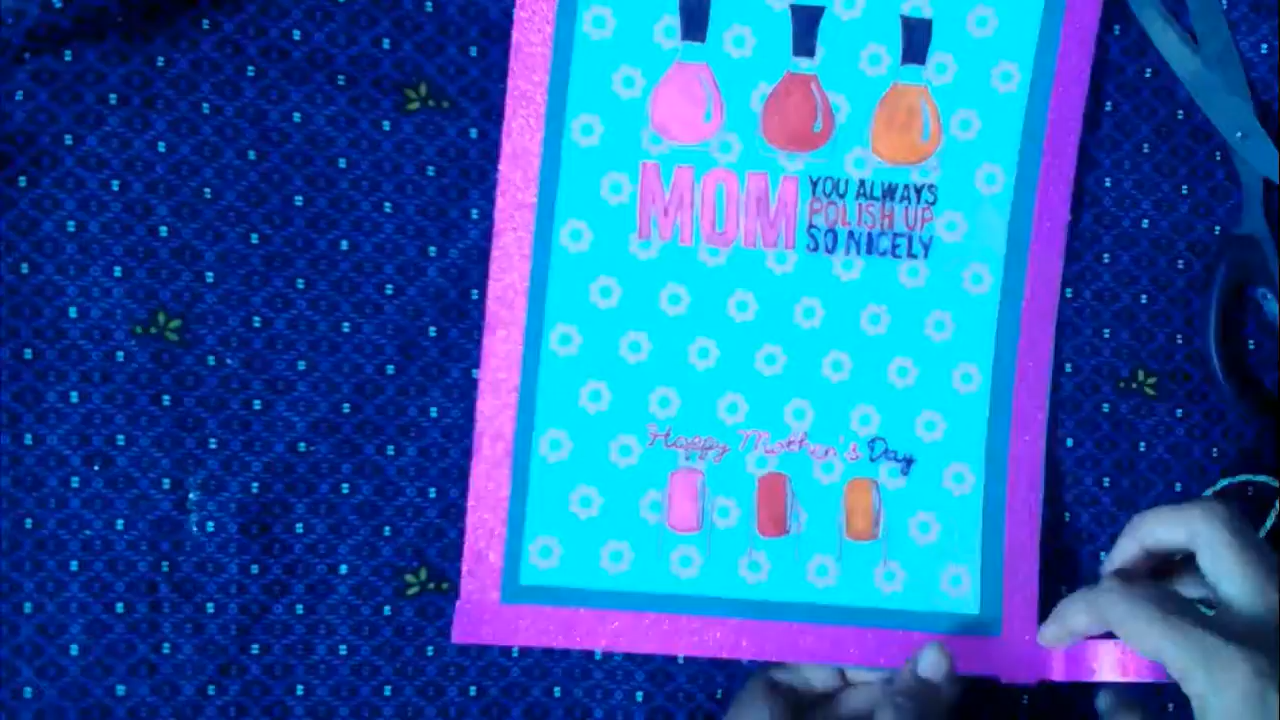 MOM
YOU ALWAYS
POLISH UP
SO NICELY
Happy Mother's Day